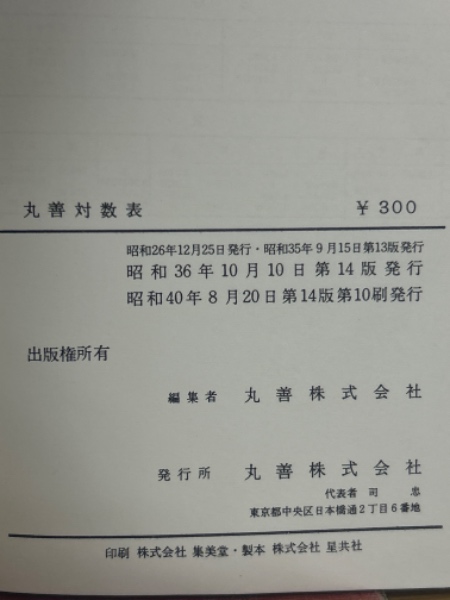 丸善対数表 ¥ 300
昭和26年12月25日発行・昭和35年9月15日第13版発行
昭和36年10月10日第14版発行
昭和40年8月20日第14版第10刷発行
出版権所有
編集者 丸善株式会社
発行所 丸善株式会社
代表者 司 忠
東京都中央区日本橋通2丁目6番地
印刷 株式会社 集美堂・製本 株式会社 星共社